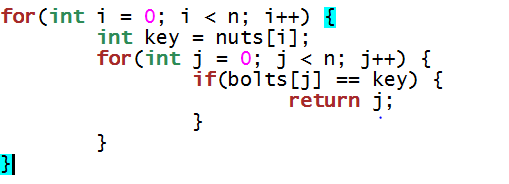 for(int i = 0; i < n; i++) {
        int key = nuts[i];
        for(int j = 0; j < n; j++) {
                if(bolts[j] == key) {
                        return j;
                }
        }
}